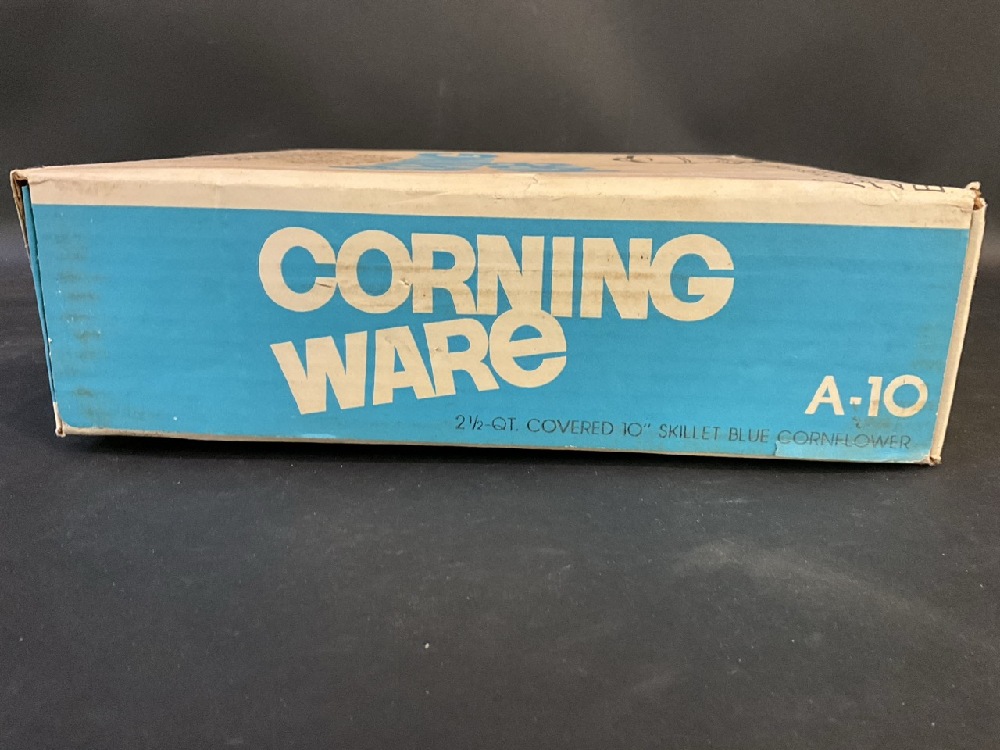 CORNING
WARe
A-10
2½-QT. COVERED 10" SKILLET BLUE CORNFLOWER